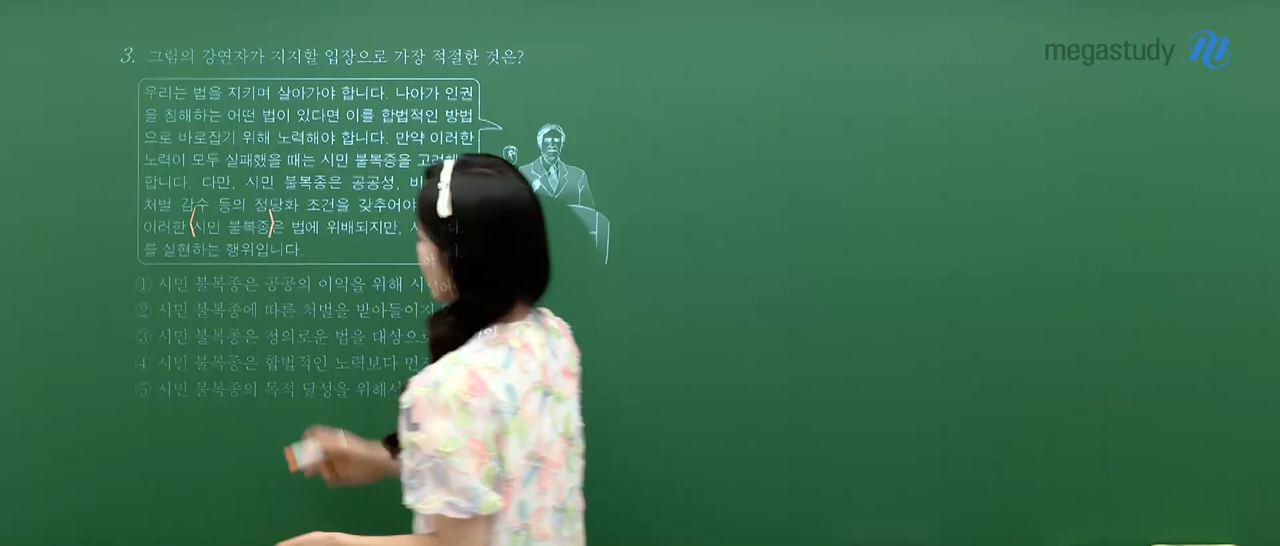 3. 그림의 강연자가 지지할 입장으로 가장 적절한 것은?
megastudy
우리는 법을 지키며 살아가야 합니다. 나아가 인권
을 침해하는 어떤 법이 있다면 이를 합법적인 방법
으로 바로잡기 위해 노력해야 합니다. 만약 이러한
노력이 모두 실패했을 때는 시민 불복종을
합니다. 다만, 시민 불복종은 공공성,
처벌 감수 등의 정당화 조건을 갖추어야
이러한 시민 불복종은 법에 위배되지만,
를 실현하는 행위입니다.
① 시민 불복종은 공공의 이익을 위해
② 시민 불복종에 따른 처벌을
③ 시민 불복종은 정의로운 법을 대상으로
④ 시민 불복종은 합법적인 노력보다 먼저
⑤ 시민 불복종의 목적 달성을 위해서